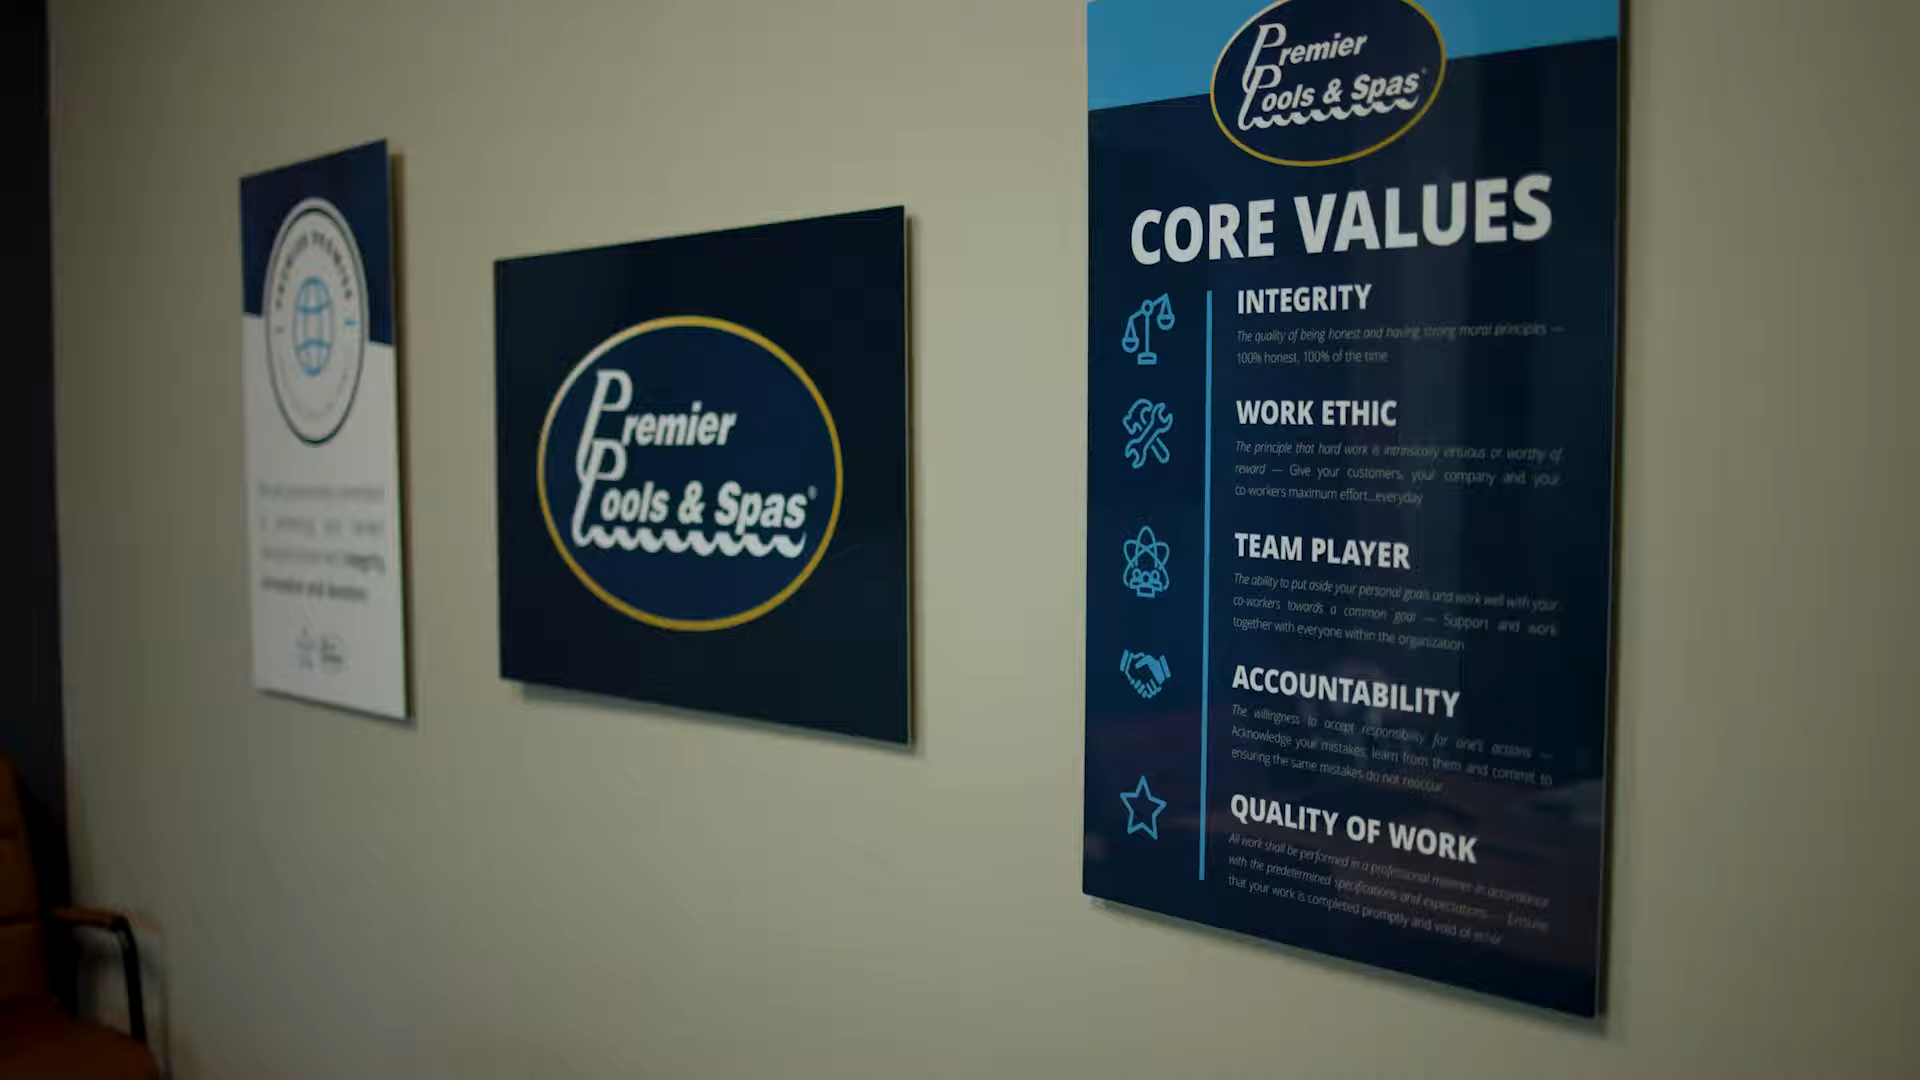 Premier
Pools & Spas®
Premier
Pools & Spas
CORE VALUES
INTEGRITY
The quality of being honest and having strong moral principles —
100% honest, 100% of the time
WORK ETHIC
The principle that hard work is intrinsically virtuous or worthy of
reward — Give your customers, your company and your
co-workers maximum effort...everyday
TEAM PLAYER
The ability to put aside your personal goals and work well with your
co-workers towards a common goal — Support and work
together with everyone within the organization
ACCOUNTABILITY
The willingness to accept responsibility for one's actions —
Acknowledge your mistakes, learn from them and commit to
ensuring the same mistakes do not reoccur
QUALITY OF WORK
All work shall be performed in a professional manner in accordance
with the predetermined specifications and expectations — Ensure
that your work is completed promptly and void of error